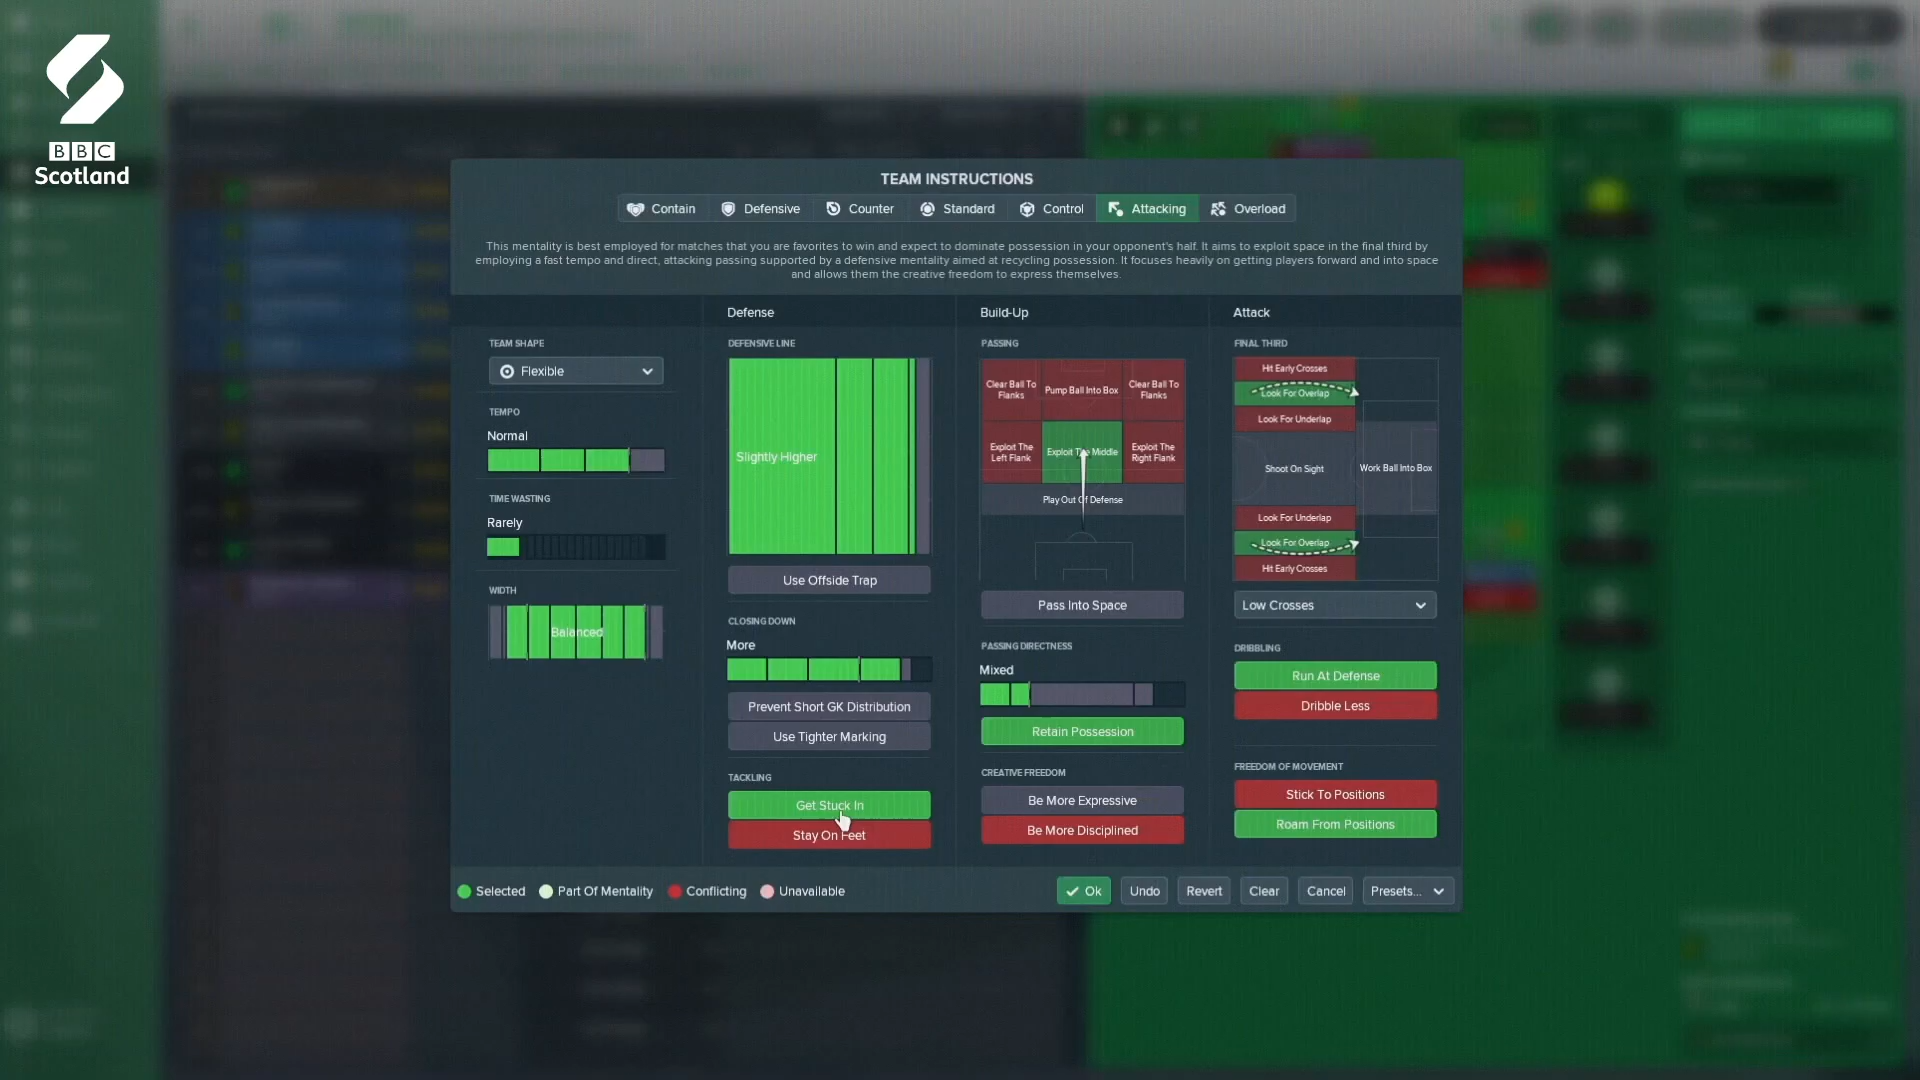 BBC
Scotland
TEAM INSTRUCTIONS
Contain
Defensive
Counter
Standard
Control
Attacking
Overload
This mentality is best employed for matches that you are favorites to win and expect to dominate possession in your opponent's half. It aims to exploit space in the final third by
employing a fast tempo and direct, attacking passing supported by a defensive mentality aimed at recycling possession. It focuses heavily on getting players forward and into space
and allows them the creative freedom to express themselves.
TEAM SHAPE
Flexible
TEMPO
Normal
TIME WASTING
Rarely
WIDTH
Balanced
Defense
DEFENSIVE LINE
Slightly Higher
Use Offside Trap
CLOSING DOWN
More
Prevent Short GK Distribution
Use Tighter Marking
TACKLING
Get Stuck In
Stay On Feet
Build-Up
PASSING
Clear Ball To
Flanks
Pump Ball Into Box
Clear Ball To
Flanks
Exploit The
Left Flank
Exploit The Middle
Exploit The
Right Flank
Play Out Of Defense
Pass Into Space
PASSING DIRECTNESS
Mixed
Retain Possession
CREATIVE FREEDOM
Be More Expressive
Be More Disciplined
Attack
FINAL THIRD
Hit Early Crosses
Look For Overlap
Look For Underlap
Shoot On Sight
Work Ball Into Box
Look For Underlap
Look For Overlap
Hit Early Crosses
Low Crosses
DRIBBLING
Run At Defense
Dribble Less
FREEDOM OF MOVEMENT
Stick To Positions
Roam From Positions
Selected
Part Of Mentality
Conflicting
Unavailable
Ok
Undo
Revert
Clear
Cancel
Presets...